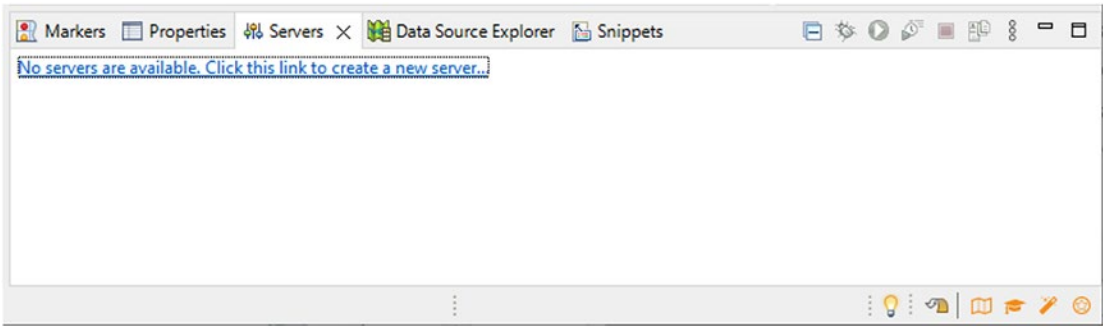 Markers Properties Servers Data Source Explorer Snippets
No servers are available. Click this link to create a new server...